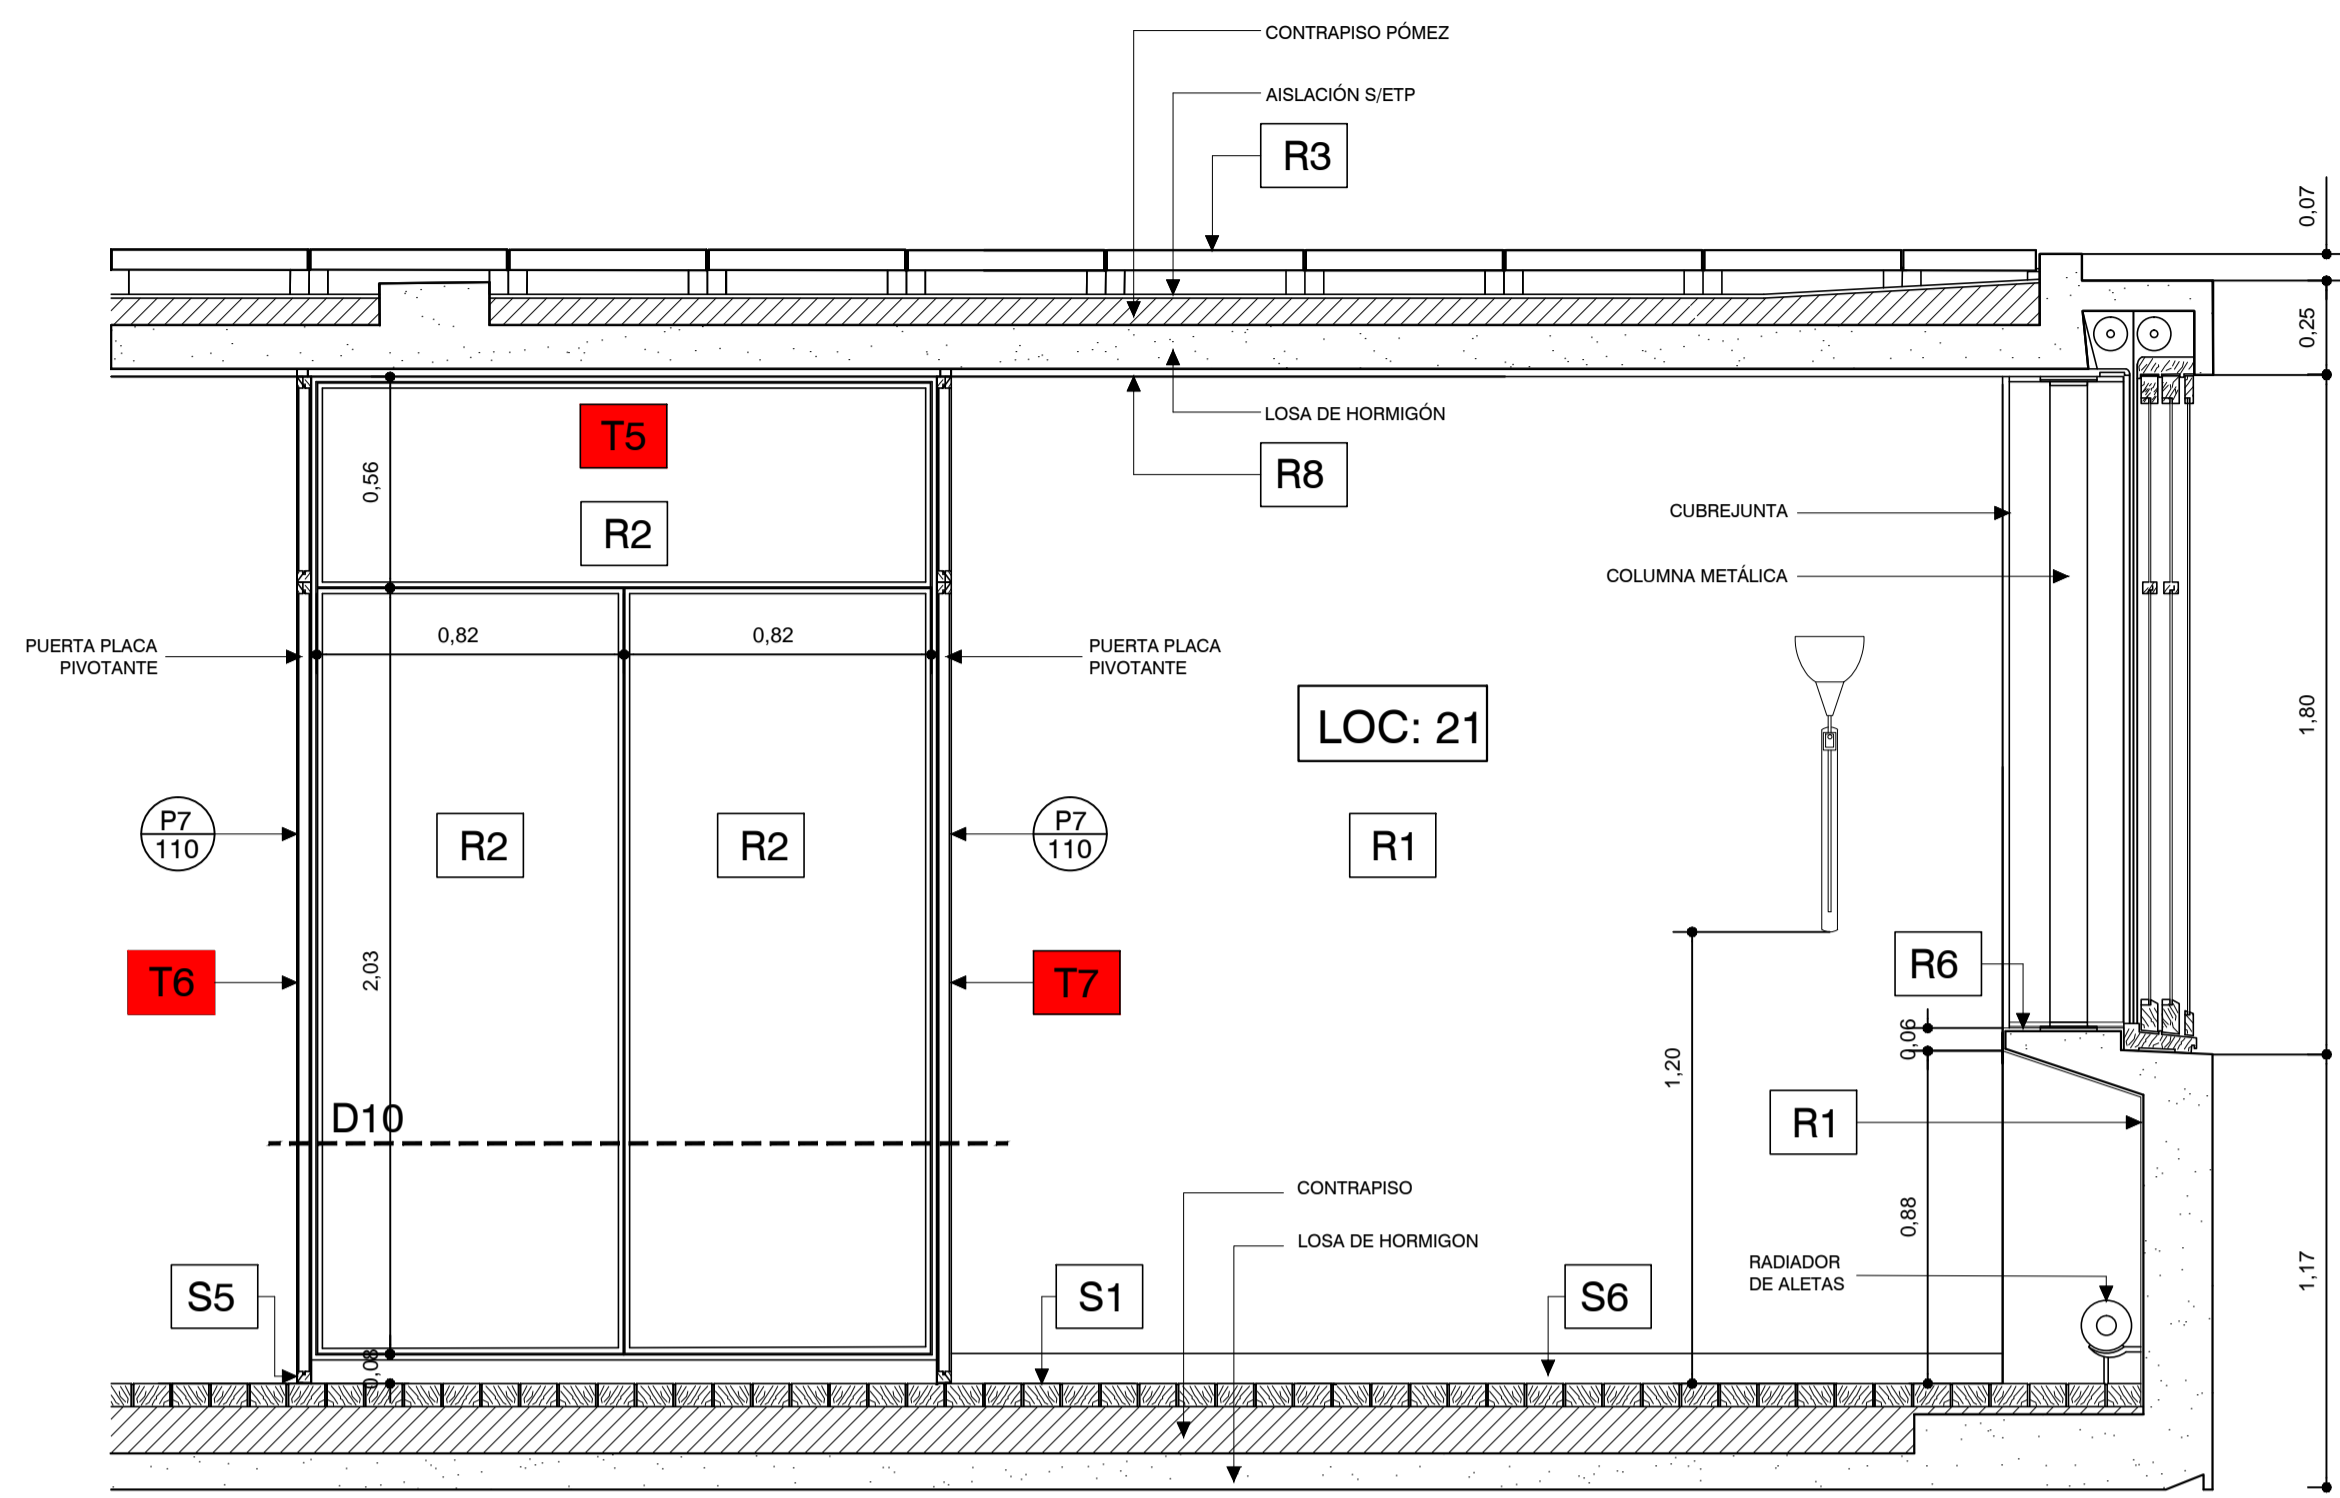 CONTRAPISO PÓMEZ
AISLACIÓN S/ETP
R3
0,07
0,25
LOSA DE HORMIGÓN
R8
T5
R2
0,56
CUBREJUNTA
COLUMNA METÁLICA
0,82
0,82
PUERTA PLACA
PIVOTANTE
PUERTA PLACA
PIVOTANTE
LOC: 21
1,80
P7
110
R2
R2
P7
110
R1
T6
2,03
T7
R6
0,06
1,20
D10
R1
CONTRAPISO
0,88
LOSA DE HORMIGON
RADIADOR
DE ALETAS
1,17
S5
S1
S6
0,08